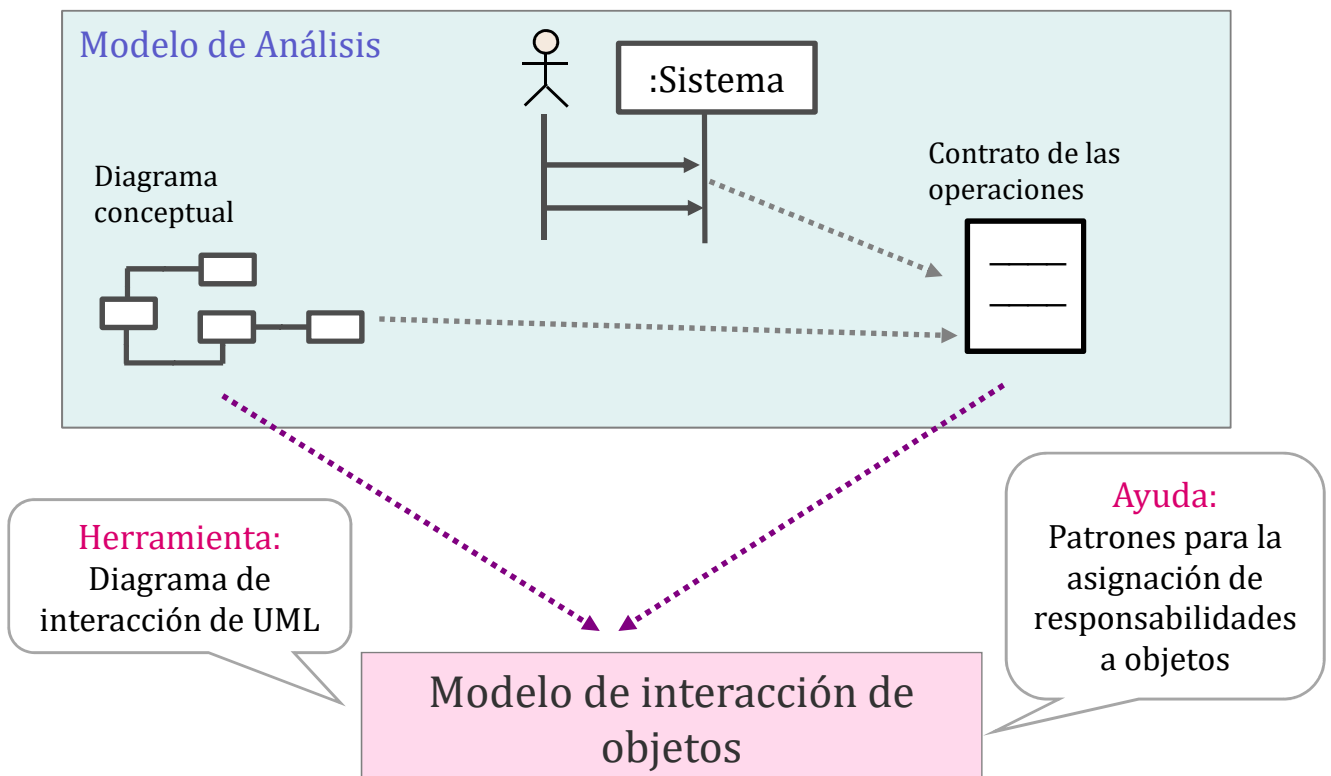 Modelo de Análisis
:Sistema
Contrato de las
operaciones
Diagrama
conceptual
Herramienta:
Diagrama de
interacción de UML
Ayuda:
Patrones para la
asignación de
responsabilidades
a objetos
Modelo de interacción de
objetos